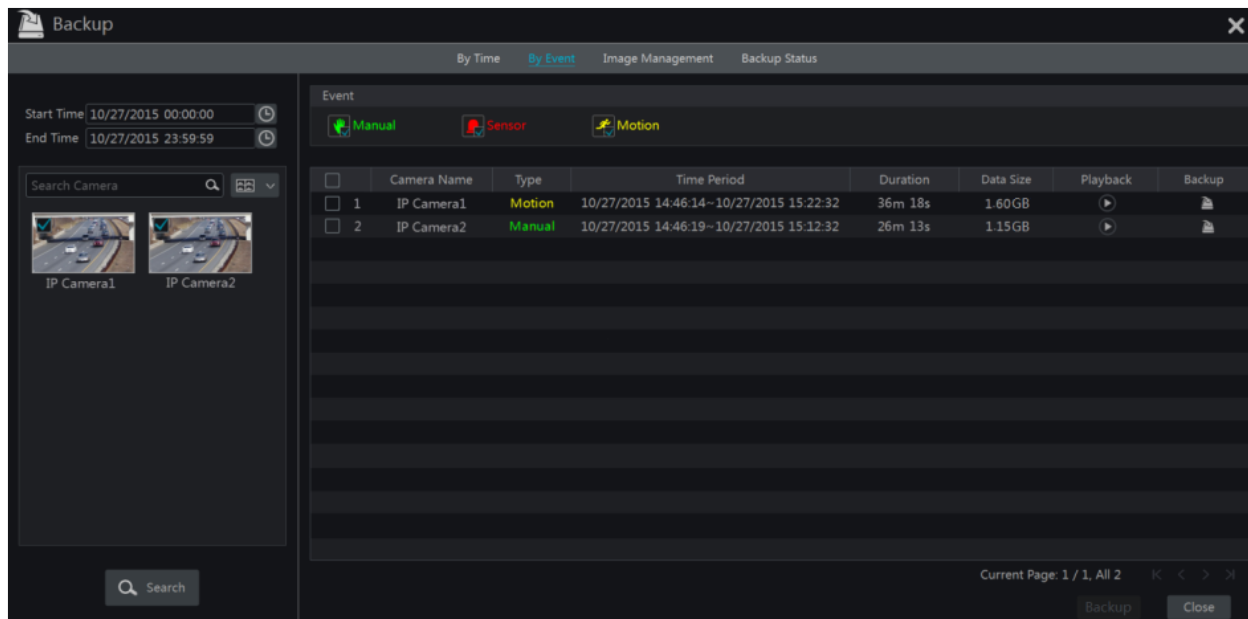 Backup
By Time By Event Image Management Backup Status
Start Time 10/27/2015 00:00:00
End Time 10/27/2015 23:59:59
Search Camera
IP Camera1 IP Camera2
Search
Event
Manual Sensor Motion
Camera Name Type Time Period Duration Data Size Playback Backup
1 IP Camera1 Motion 10/27/2015 14:46:14~10/27/2015 15:22:32 36m 18s 1.60GB
2 IP Camera2 Manual 10/27/2015 14:46:19~10/27/2015 15:12:32 26m 13s 1.15GB
Current Page: 1 / 1, All 2
Backup Close